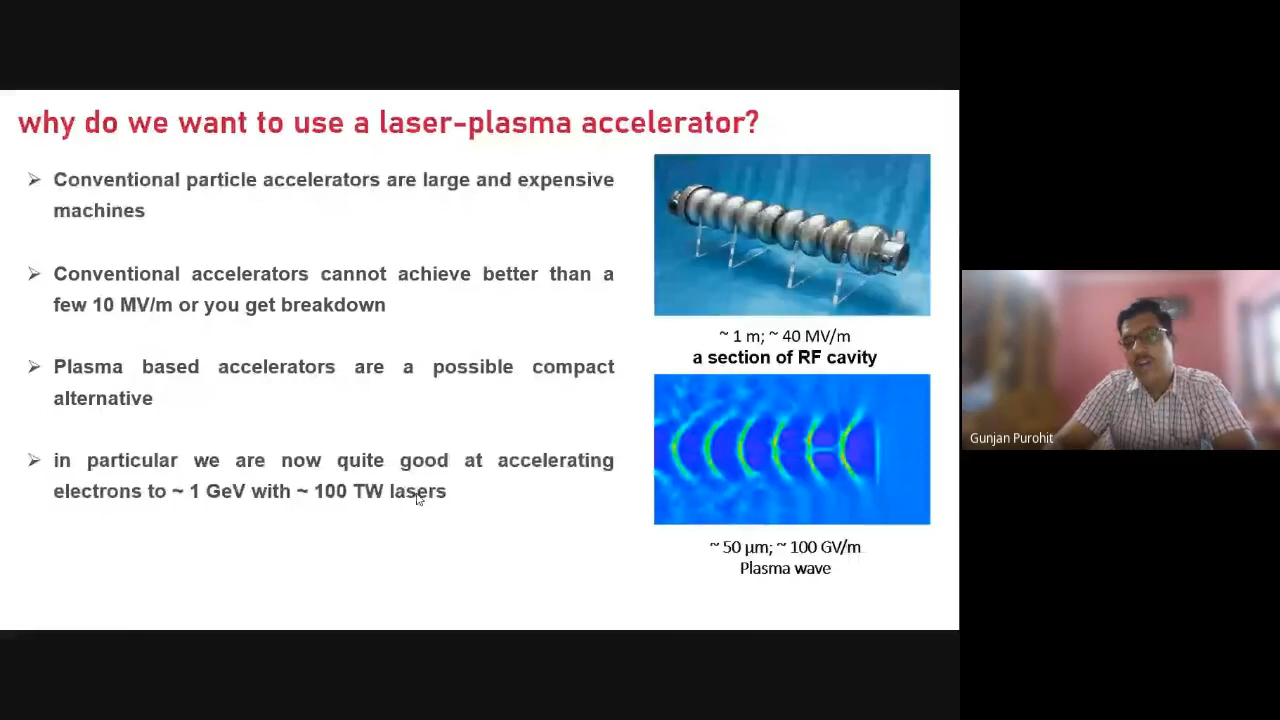 why do we want to use a laser-plasma accelerator?
➢ Conventional particle accelerators are large and expensive
machines
➢ Conventional accelerators cannot achieve better than a
few 10 MV/m or you get breakdown
➢ Plasma based accelerators are a possible compact
alternative
➢ in particular we are now quite good at accelerating
electrons to ~ 1 GeV with ~ 100 TW lasers
~ 1 m; ~ 40 MV/m
a section of RF cavity
~ 50 µm; ~ 100 GV/m
Plasma wave
Gunjan Purohit